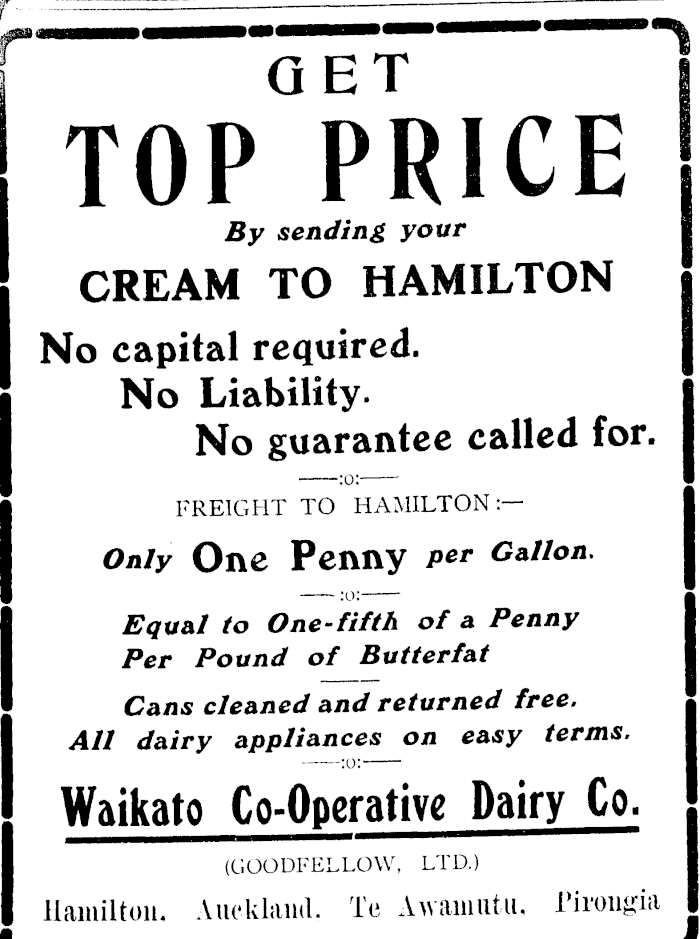 GET
TOP PRICE
By sending your
CREAM TO HAMILTON
No capital required.
No Liability.
No guarantee called for.
——:o:——
FREIGHT TO HAMILTON:—
Only One Penny per Gallon.
——:o:——
Equal to One-fifth of a Penny
Per Pound of Butterfat
Cans cleaned and returned free.
All dairy appliances on easy terms.
——:o:——
Waikato Co-Operative Dairy Co.
(GOODFELLOW, LTD.)
Hamilton. Auckland. Te Awamutu. Pirongia